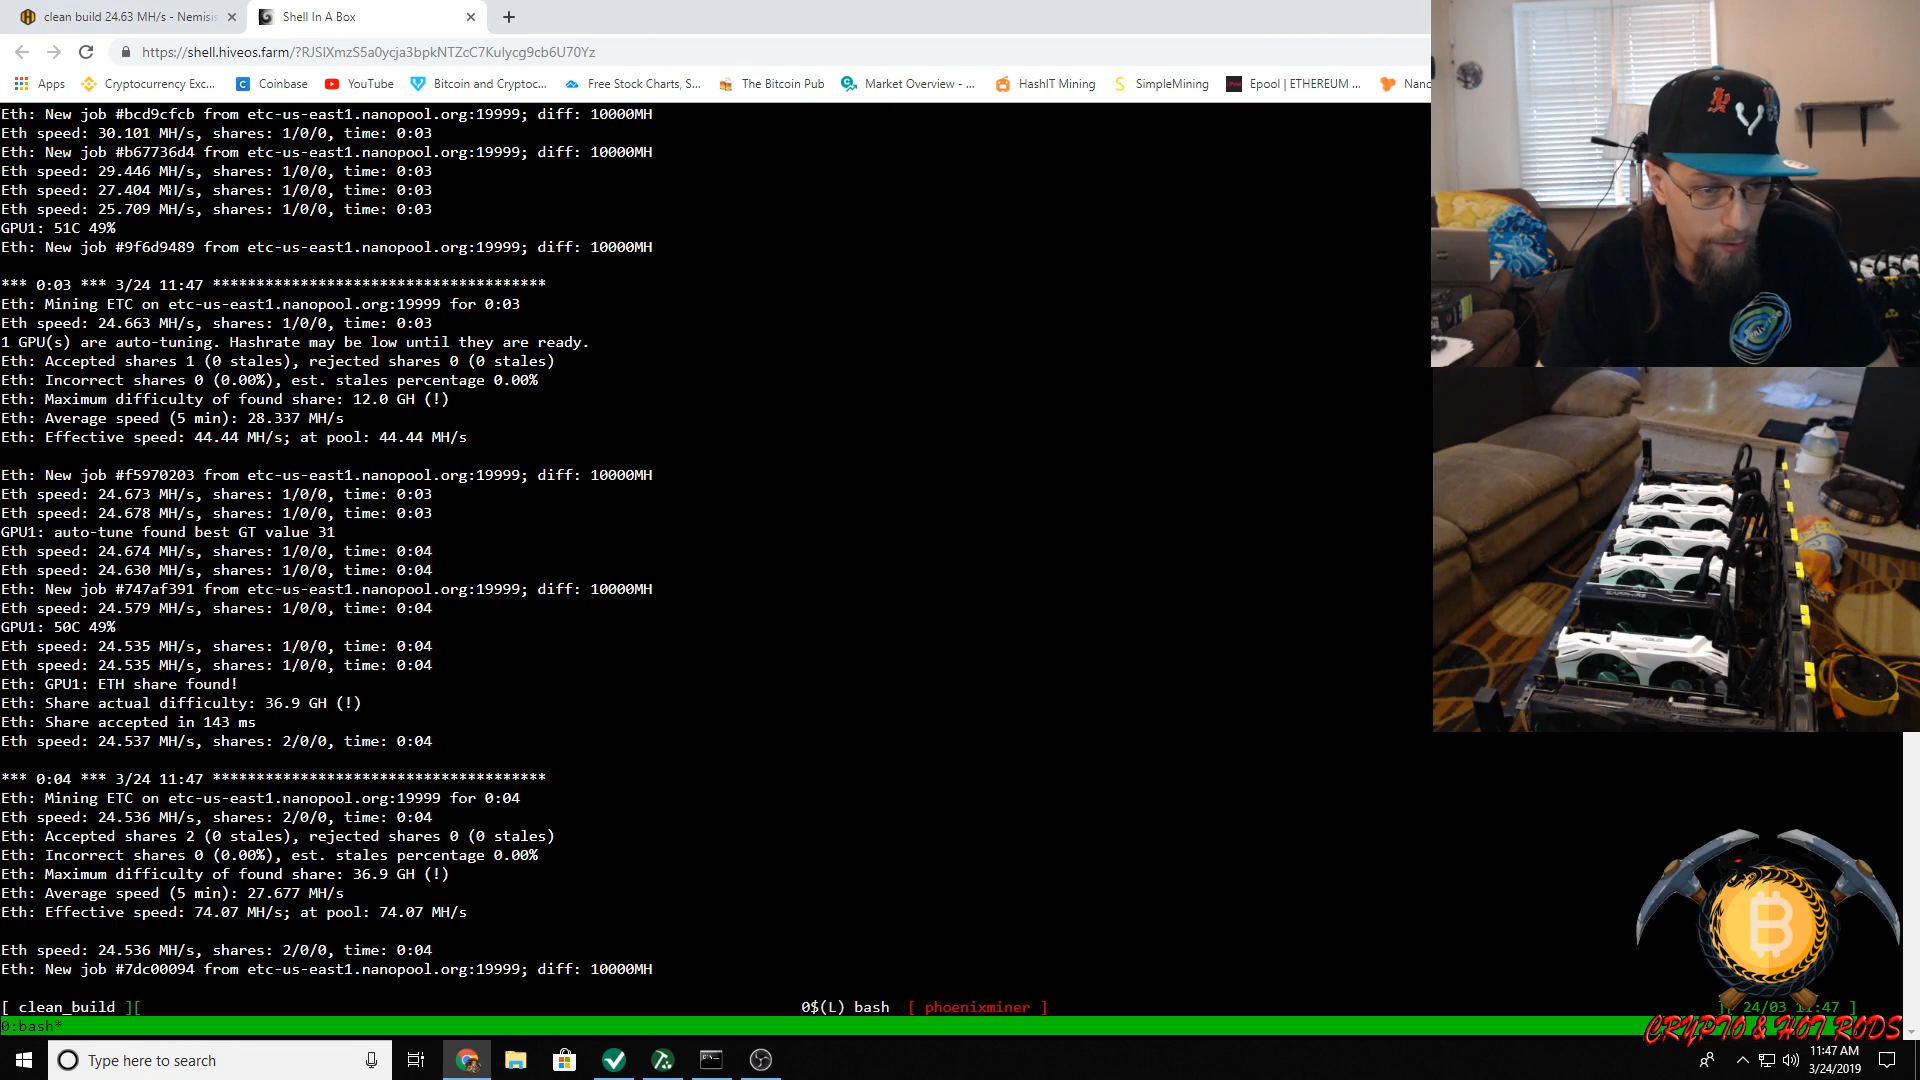 clean build 24.63 MH/s - Nemisis
Shell In A Box
https://shell.hiveos.farm/?RJSIXmzS5a0ycja3bpkNTZcC7Kulycg9cb6U70Yz
Apps Cryptocurrency Exc... Coinbase YouTube Bitcoin and Cryptoc... Free Stock Charts, S... The Bitcoin Pub Market Overview - ... HashIT Mining SimpleMining Epool | ETHEREUM ... Nano
Eth: New job #bcd9cfcb from etc-us-east1.nanopool.org:19999; diff: 10000MH
Eth speed: 30.101 MH/s, shares: 1/0/0, time: 0:03
Eth: New job #b67736d4 from etc-us-east1.nanopool.org:19999; diff: 10000MH
Eth speed: 29.446 MH/s, shares: 1/0/0, time: 0:03
Eth speed: 27.404 MH/s, shares: 1/0/0, time: 0:03
Eth speed: 25.709 MH/s, shares: 1/0/0, time: 0:03
GPU1: 51C 49%
Eth: New job #9f6d9489 from etc-us-east1.nanopool.org:19999; diff: 10000MH
*** 0:03 *** 3/24 11:47 **************************************
Eth: Mining ETC on etc-us-east1.nanopool.org:19999 for 0:03
Eth speed: 24.663 MH/s, shares: 1/0/0, time: 0:03
1 GPU(s) are auto-tuning. Hashrate may be low until they are ready.
Eth: Accepted shares 1 (0 stales), rejected shares 0 (0 stales)
Eth: Incorrect shares 0 (0.00%), est. stales percentage 0.00%
Eth: Maximum difficulty of found share: 12.0 GH (!)
Eth: Average speed (5 min): 28.337 MH/s
Eth: Effective speed: 44.44 MH/s; at pool: 44.44 MH/s
Eth: New job #f5970203 from etc-us-east1.nanopool.org:19999; diff: 10000MH
Eth speed: 24.673 MH/s, shares: 1/0/0, time: 0:03
Eth speed: 24.678 MH/s, shares: 1/0/0, time: 0:03
GPU1: auto-tune found best GT value 31
Eth speed: 24.674 MH/s, shares: 1/0/0, time: 0:04
Eth speed: 24.630 MH/s, shares: 1/0/0, time: 0:04
Eth: New job #747af391 from etc-us-east1.nanopool.org:19999; diff: 10000MH
Eth speed: 24.579 MH/s, shares: 1/0/0, time: 0:04
GPU1: 50C 49%
Eth speed: 24.535 MH/s, shares: 1/0/0, time: 0:04
Eth speed: 24.535 MH/s, shares: 1/0/0, time: 0:04
Eth: GPU1: ETH share found!
Eth: Share actual difficulty: 36.9 GH (!)
Eth: Share accepted in 143 ms
Eth speed: 24.537 MH/s, shares: 2/0/0, time: 0:04
*** 0:04 *** 3/24 11:47 **************************************
Eth: Mining ETC on etc-us-east1.nanopool.org:19999 for 0:04
Eth speed: 24.536 MH/s, shares: 2/0/0, time: 0:04
Eth: Accepted shares 2 (0 stales), rejected shares 0 (0 stales)
Eth: Incorrect shares 0 (0.00%), est. stales percentage 0.00%
Eth: Maximum difficulty of found share: 36.9 GH (!)
Eth: Average speed (5 min): 27.677 MH/s
Eth: Effective speed: 74.07 MH/s; at pool: 74.07 MH/s
Eth speed: 24.536 MH/s, shares: 2/0/0, time: 0:04
Eth: New job #7dc00094 from etc-us-east1.nanopool.org:19999; diff: 10000MH
[ clean_build ][ 0$(L) bash [ phoenixminer ] ][ 24/03 11:47 ]
0:bash*
CRYPTO & HOT RODS
Type here to search
11:47 AM
3/24/2019